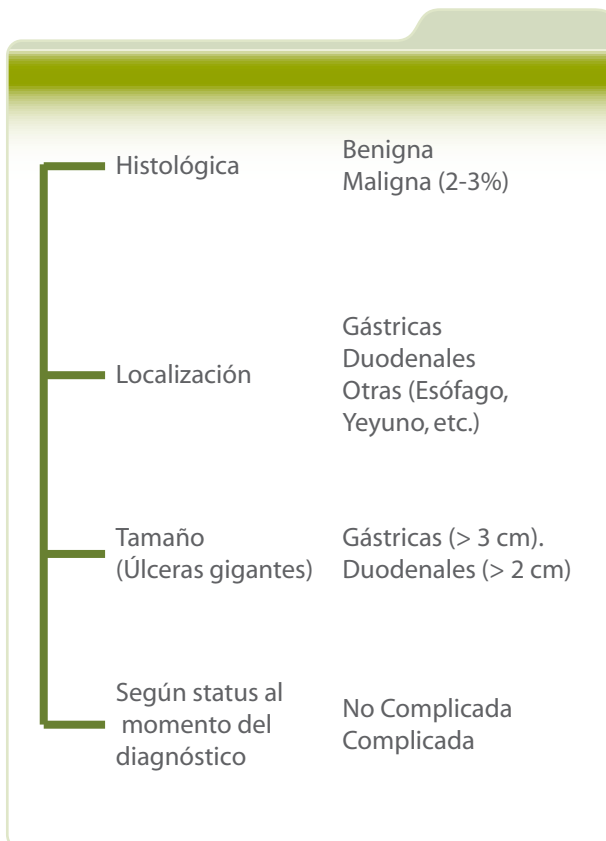 Histológica
Benigna
Maligna (2-3%)
Localización
Gástricas
Duodenales
Otras (Esófago,
Yeyuno, etc.)
Tamaño
(Úlceras gigantes)
Gástricas (> 3 cm).
Duodenales (> 2 cm)
Según status al
momento del
diagnóstico
No Complicada
Complicada